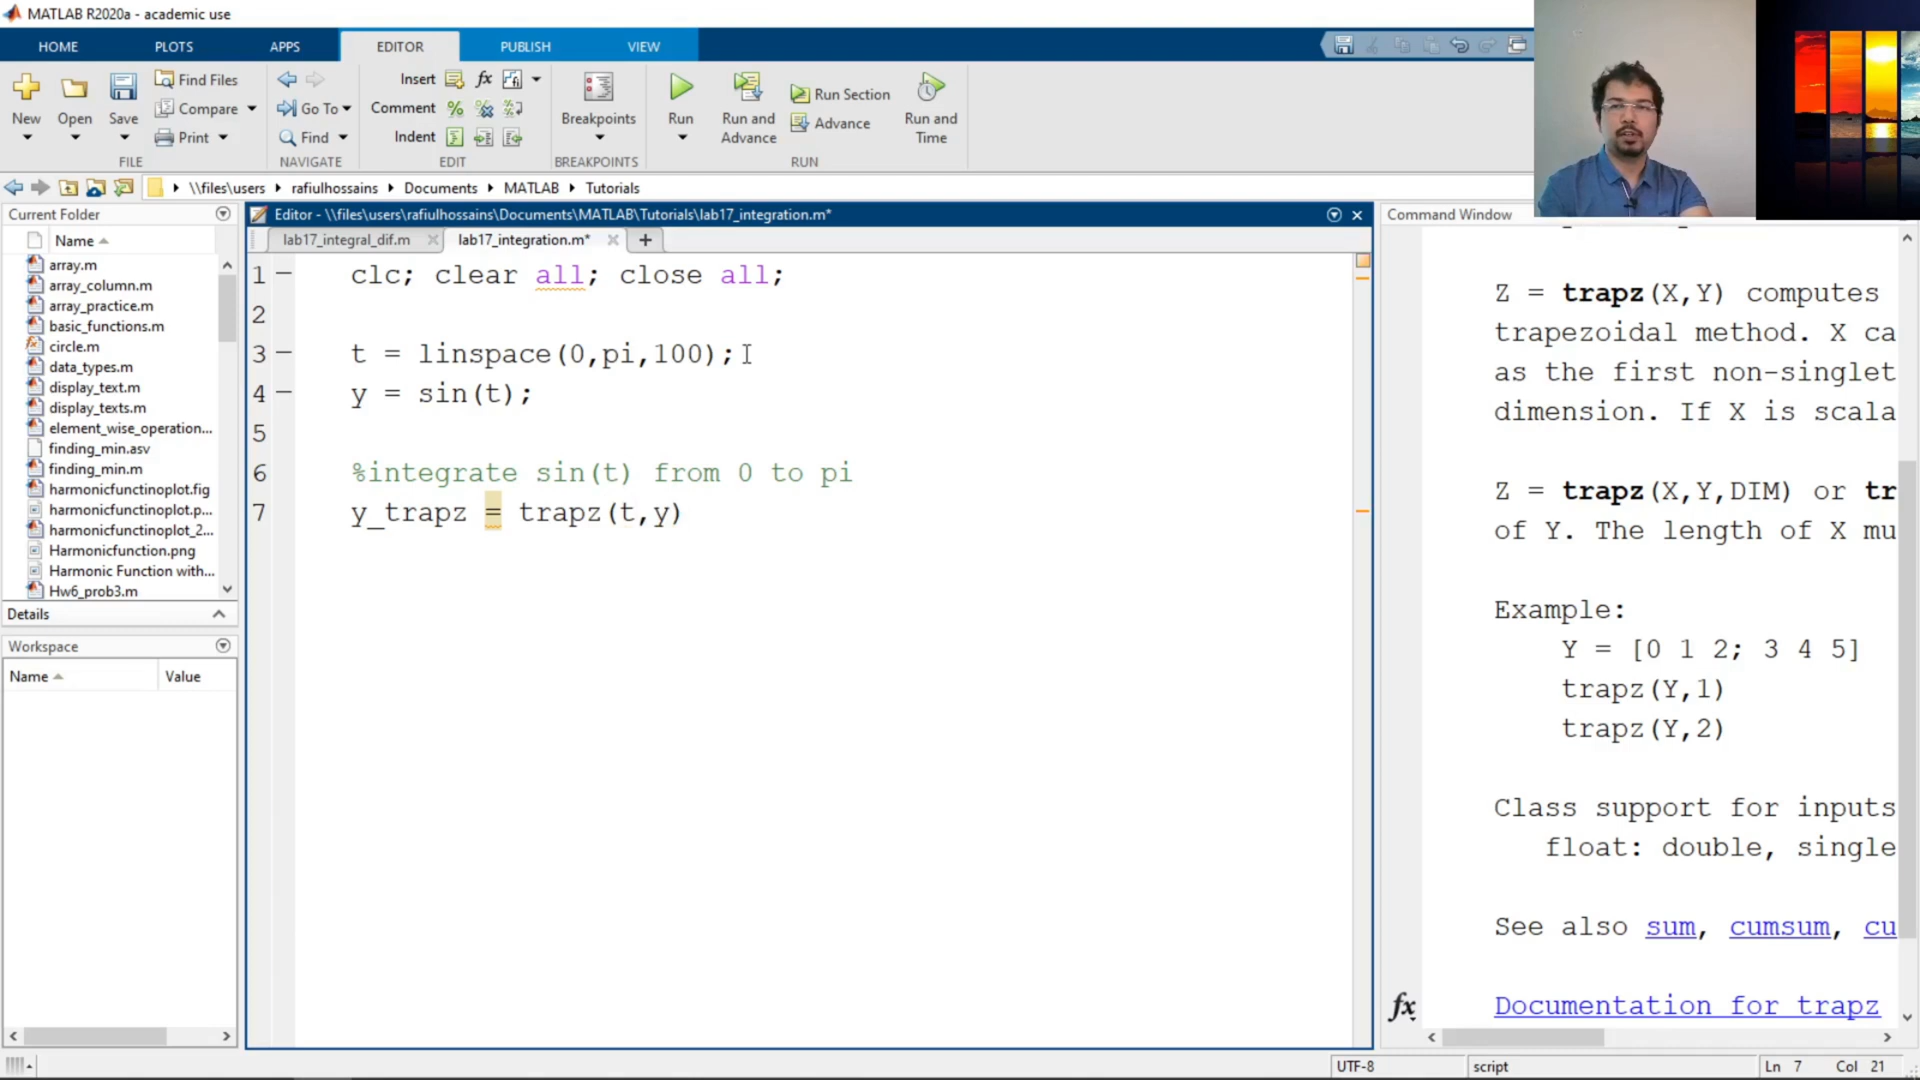 MATLAB R2020a - academic use
HOME PLOTS APPS EDITOR PUBLISH VIEW
New Open Save Find Files Compare Print
FILE
Go To Find
NAVIGATE
Insert fx
Comment %
Indent
EDIT
Breakpoints
BREAKPOINTS
Run Run and Advance Run Section Advance Run and Time
RUN
\\files\users rafiulhossains Documents MATLAB Tutorials
Current Folder
Name
array.m
array_column.m
array_practice.m
basic_functions.m
circle.m
data_types.m
display_text.m
display_texts.m
element_wise_operation...
finding_min.asv
finding_min.m
harmonicfunctinoplot.fig
harmonicfunctinoplot.p...
harmonicfunctinoplot_2...
Harmonicfunction.png
Harmonic Function with...
Hw6_prob3.m
Details
Workspace
Name Value
Editor - \\files\users\rafiulhossains\Documents\MATLAB\Tutorials\lab17_integration.m*
lab17_integral_dif.m lab17_integration.m* +
1 clc; clear all; close all;
2
3 t = linspace(0,pi,100);
4 y = sin(t);
5
6 %integrate sin(t) from 0 to pi
7 y_trapz = trapz(t,y)
Command Window
Z = trapz(X,Y) computes
trapezoidal method. X ca
as the first non-singlet
dimension. If X is scala
Z = trapz(X,Y,DIM) or tr
of Y. The length of X mu
Example:
Y = [0 1 2; 3 4 5]
trapz(Y,1)
trapz(Y,2)
Class support for inputs
float: double, single
See also sum, cumsum, cu
Documentation for trapz
fx
UTF-8 script Ln 7 Col 21